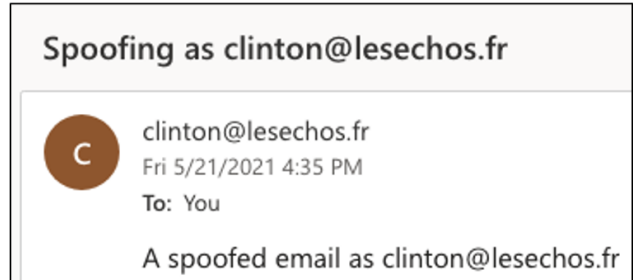 Spoofing as clinton@lesechos.fr
C
clinton@lesechos.fr
Fri 5/21/2021 4:35 PM
To: You
A spoofed email as clinton@lesechos.fr